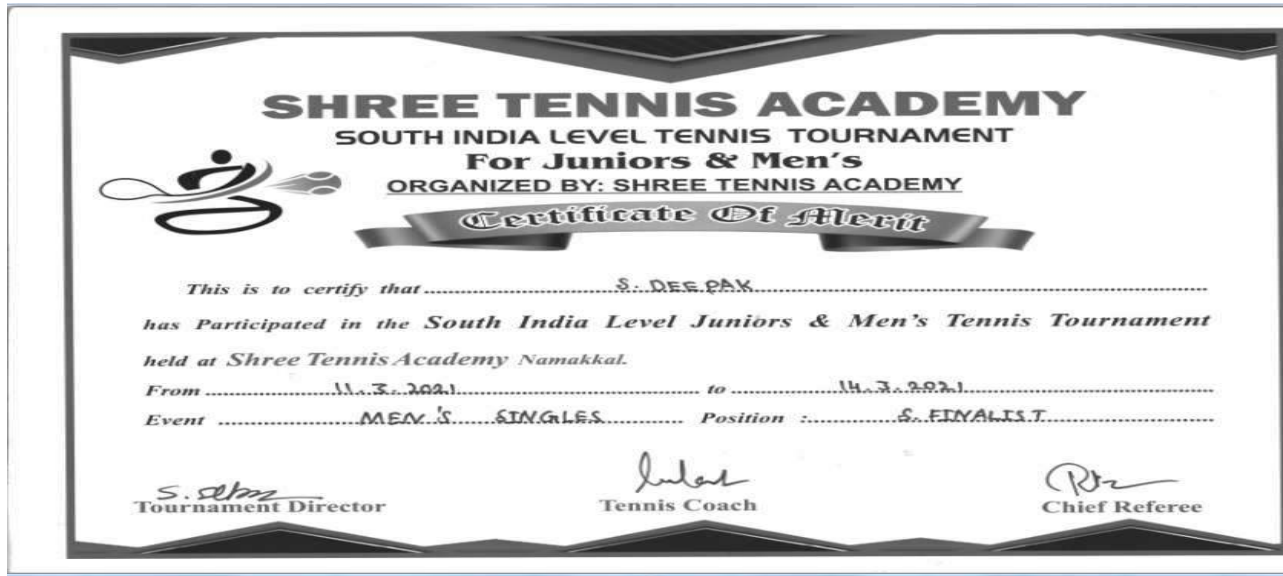 SHREE TENNIS ACADEMY
SOUTH INDIA LEVEL TENNIS TOURNAMENT
For Juniors & Men's
ORGANIZED BY: SHREE TENNIS ACADEMY
Certificate Of Merit
This is to certify that S. DEEPAK
has Participated in the South India Level Juniors & Men's Tennis Tournament
held at Shree Tennis Academy Namakkal.
From 11.3.2021 to 14.3.2021
Event MEN'S SINGLES Position : S. FINALIST
Tournament Director Tennis Coach Chief Referee